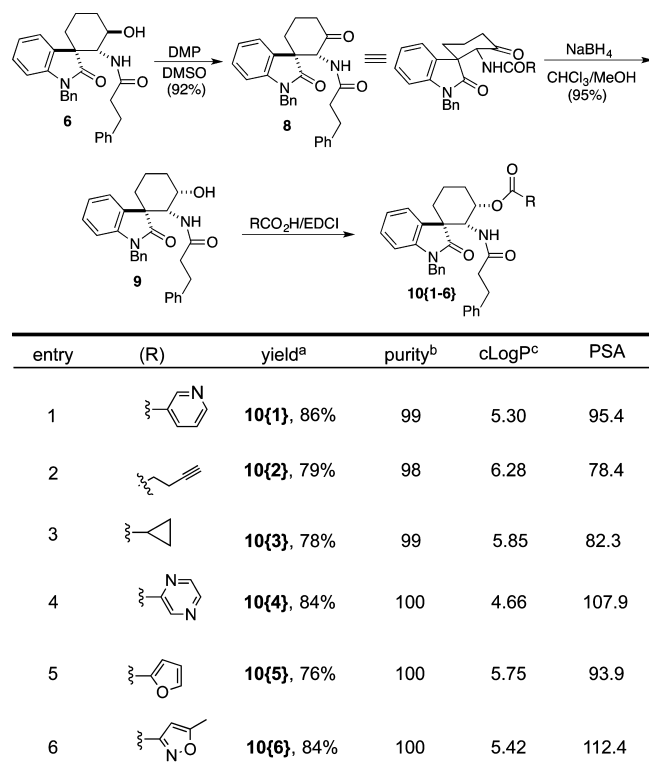 OH
NH
O
N
Bn
O
Ph
6
DMP
DMSO
(92%)
O
NH
O
N
Bn
O
Ph
8
O
NHCOR
O
N
Bn
NaBH4
CHCl3/MeOH
(95%)
OH
NH
O
N
Bn
O
Ph
9
RCO2H/EDCI
O
O
R
NH
O
N
Bn
O
Ph
10{1-6}
entry (R) yielda purityb cLogPc PSA
1 N 10{1}, 86% 99 5.30 95.4
2 10{2}, 79% 98 6.28 78.4
3 10{3}, 78% 99 5.85 82.3
4 N N 10{4}, 84% 100 4.66 107.9
5 O 10{5}, 76% 100 5.75 93.9
6 N O 10{6}, 84% 100 5.42 112.4